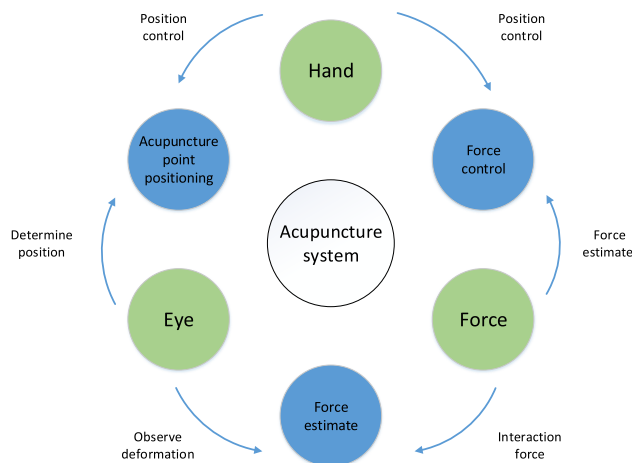 Position
control
Position
control
Hand
Acupuncture
point
positioning
Force
control
Acupuncture
system
Determine
position
Force
estimate
Eye
Force
Force
estimate
Observe
deformation
Interaction
force